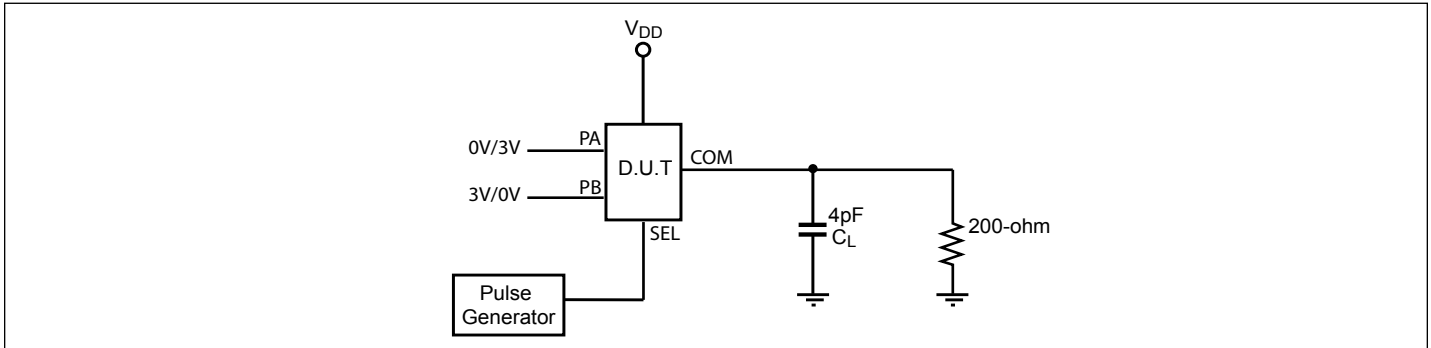 VDD
0V/3V
PA
D.U.T
COM
3V/0V
PB
SEL
4pF
CL
200-ohm
Pulse
Generator